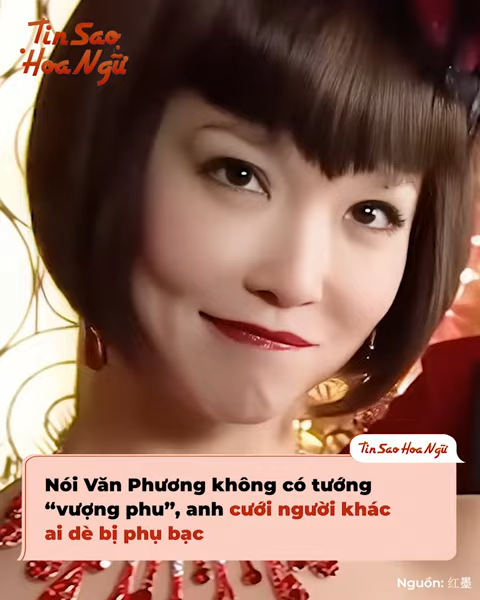 Tin Sao
Hoa Ngữ
Tin Sao Hoa Ngữ
Nói Văn Phương không có tướng
“vượng phu”, anh cưới người khác
ai dè bị phụ bạc
Nguồn: 红墨